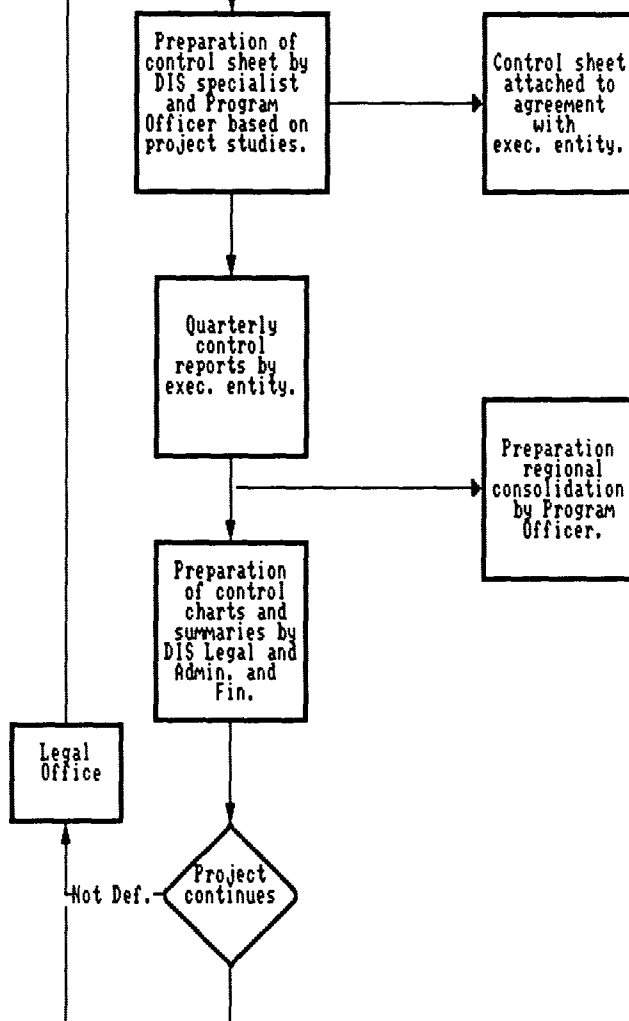 Preparation of
control sheet by
DIS specialist
and Program
Officer based on
project studies.
Control sheet
attached to
agreement
with
exec. entity.
Quarterly
control
reports by
exec. entity.
Preparation
regional
consolidation
by Program
Officer.
Preparation
of control
charts and
summaries by
DIS Legal and
Admin. and
Fin.
Legal
Office
Project
continues
Not Def.